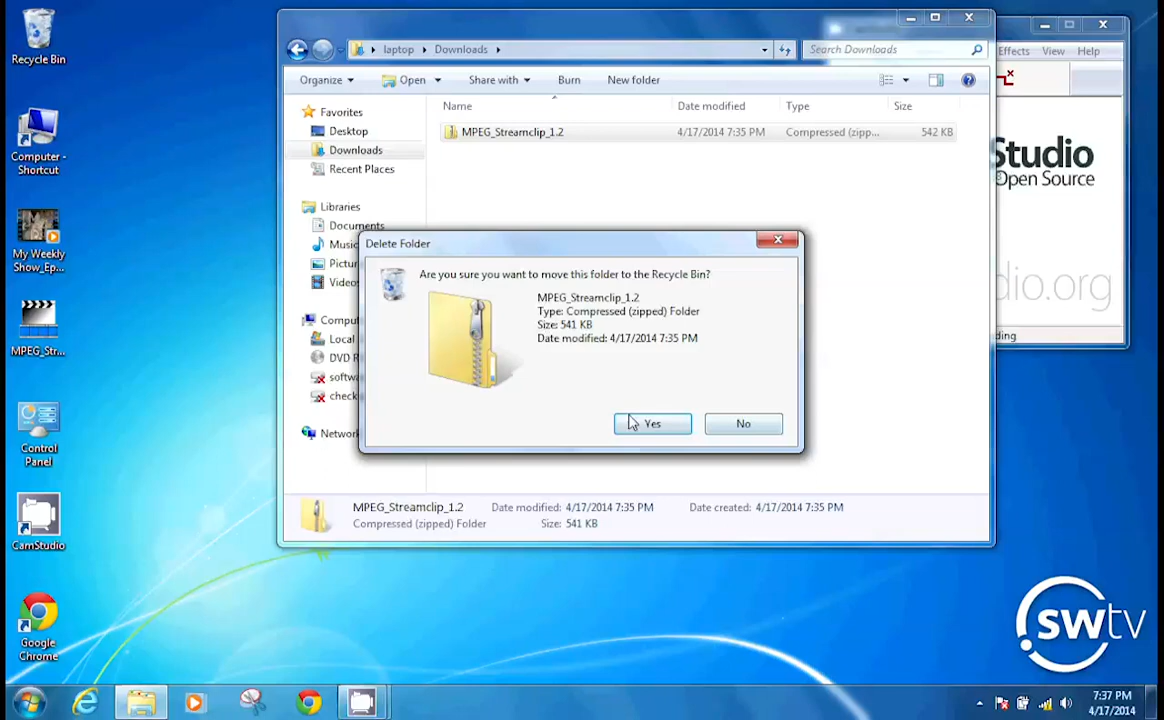 Recycle Bin
Computer -
Shortcut
My Weekly
Show_Ep...
MPEG_Str...
Control
Panel
CamStudio
Google
Chrome
laptop
Downloads
Search Downloads
Organize
Open
Share with
Burn
New folder
Name
Date modified
Type
Size
Favorites
Desktop
Downloads
Recent Places
Libraries
Documents
Music
Pictur
Videos
Comput
Local
DVD R
softwa
check
Network
MPEG_Streamclip_1.2
4/17/2014 7:35 PM
Compressed (zipp...
542 KB
Delete Folder
Are you sure you want to move this folder to the Recycle Bin?
MPEG_Streamclip_1.2
Type: Compressed (zipped) Folder
Size: 541 KB
Date modified: 4/17/2014 7:35 PM
Yes
No
MPEG_Streamclip_1.2
Date modified: 4/17/2014 7:35 PM
Date created: 4/17/2014 7:35 PM
Compressed (zipped) Folder
Size: 541 KB
Effects
View
Help
Studio
Open Source
dio.org
ding
.swtv
7:37 PM
4/17/2014